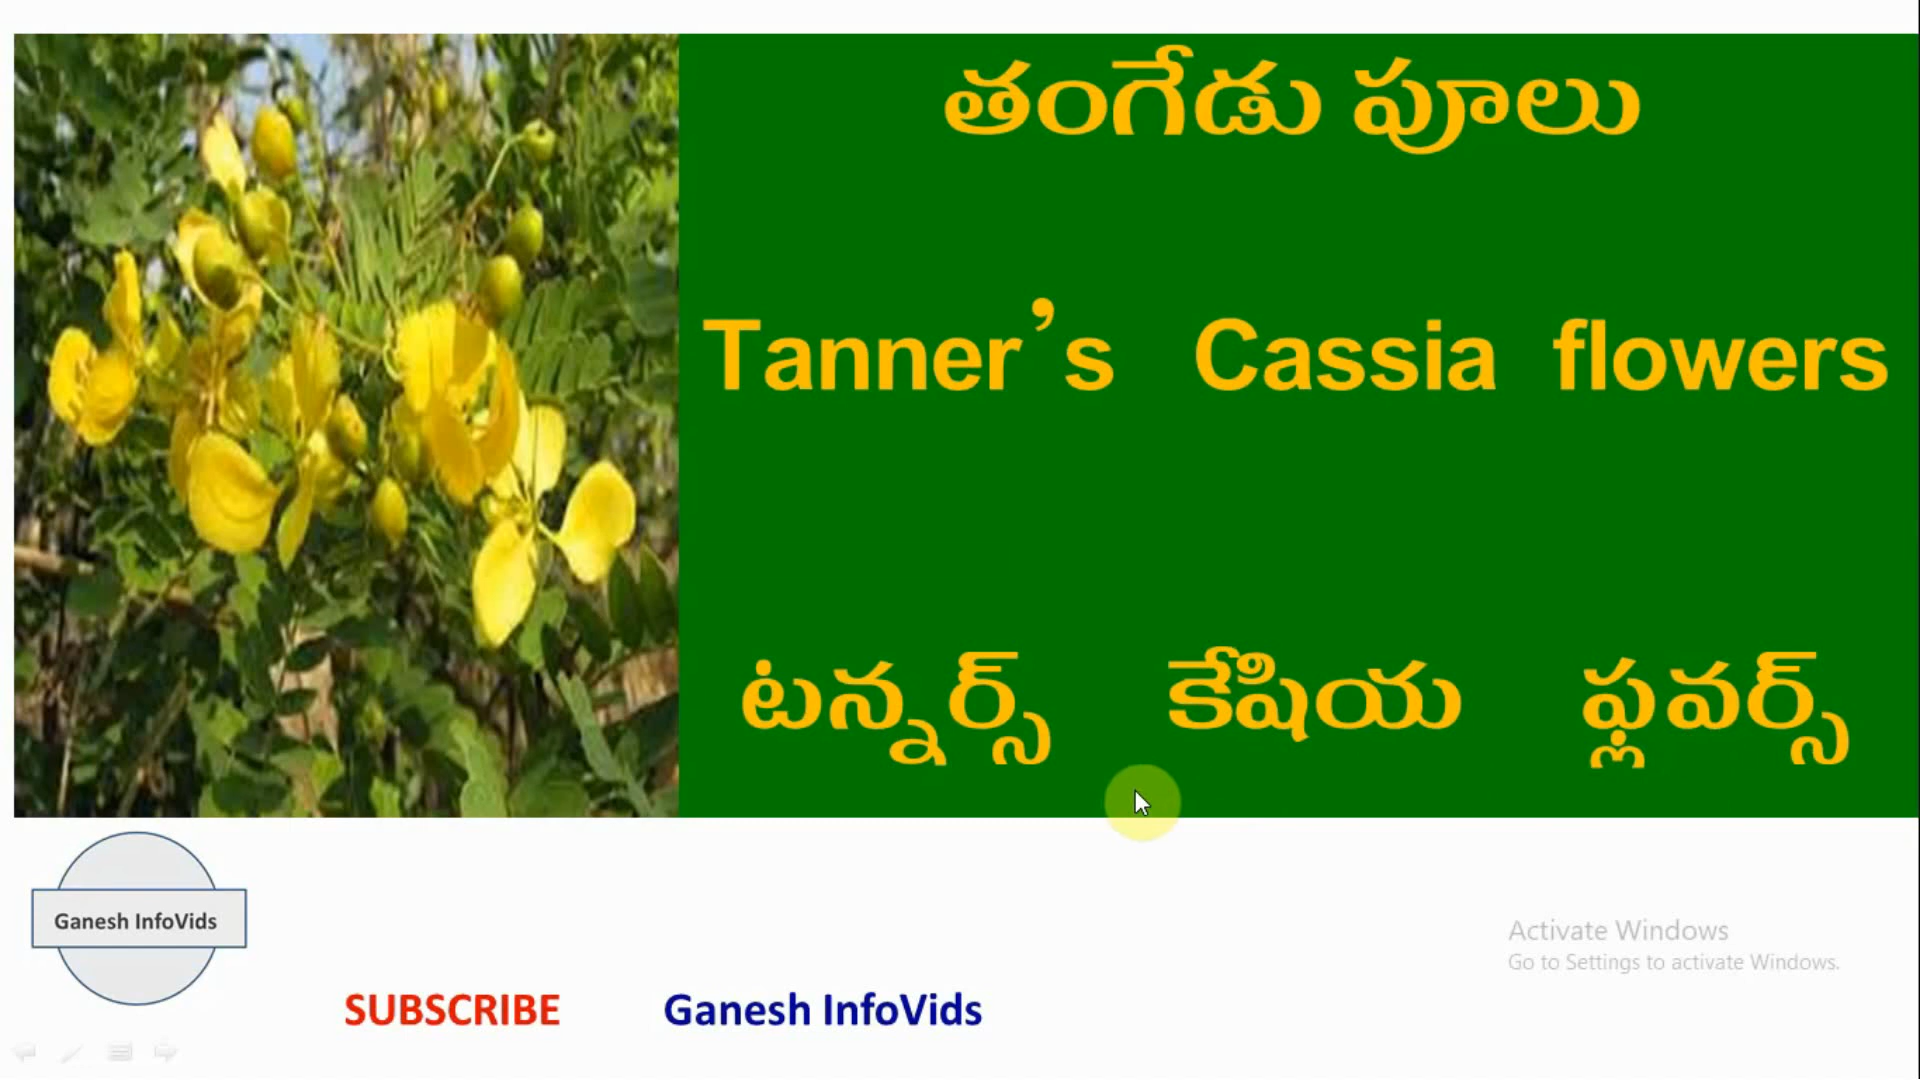 తంగేడు పూలు
Tanner’s Cassia flowers
టన్నర్స్ కేషియ ఫ్లవర్స్
Ganesh InfoVids
Activate Windows
Go to Settings to activate Windows.
SUBSCRIBE Ganesh InfoVids